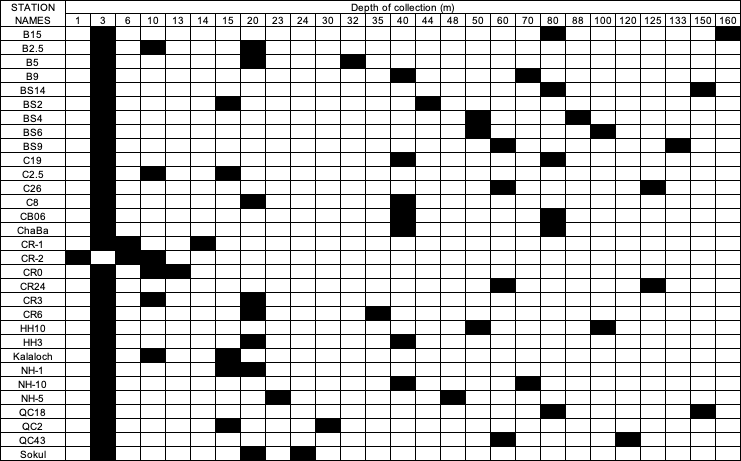 STATION Depth of collection (m)
NAMES 1 3 6 10 13 14 15 20 23 24 30 32 35 40 44 48 50 60 70 80 88 100 120 125 133 150 160
B15
B2.5
B5
B9
BS14
BS2
BS4
BS6
BS9
C19
C2.5
C26
C8
CB06
ChaBa
CR-1
CR-2
CR0
CR24
CR3
CR6
HH10
HH3
Kalaloch
NH-1
NH-10
NH-5
QC18
QC2
QC43
Sokul